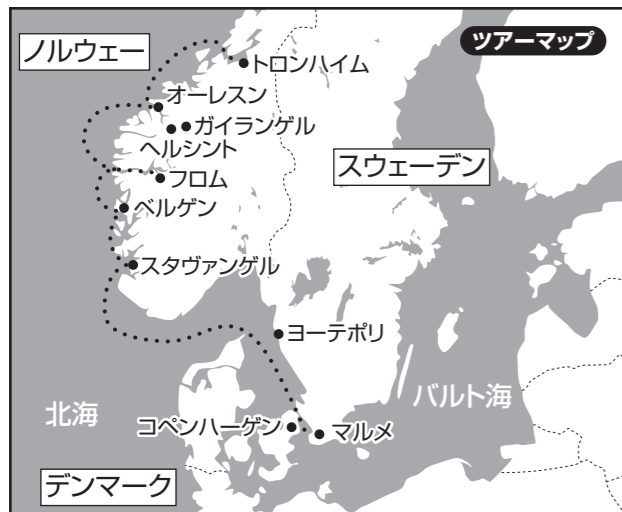 ノルウェー
ツアーマップ
トロンハイム
オーレスン
ガイランゲル
ヘルシント
スウェーデン
フロム
ベルゲン
スタヴァンゲル
ヨーテポリ
北海
バルト海
コペンハーゲン
マルメ
デンマーク